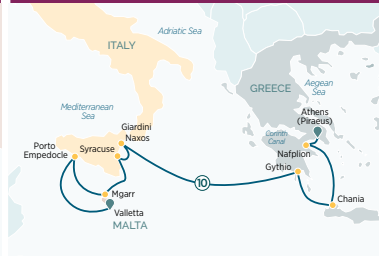 Adriatic Sea
ITALY
GREECE
Aegean
Sea
Mediterranean
Sea
Athens
(Piraeus)
Giardini
Naxos
Corinth
Canal
Porto
Empedocle
Syracuse
Nafplion
Gythio
10
Mgarr
Chania
Valletta
MALTA